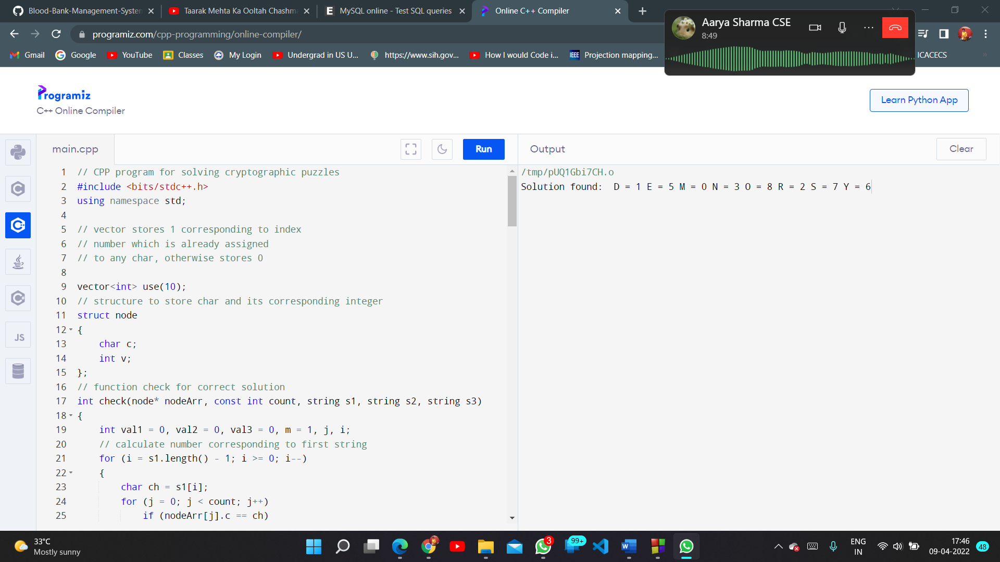 Blood-Bank-Management-System
Taarak Mehta Ka Ooltah Chashma
MySQL online - Test SQL queries
Online C++ Compiler
programiz.com/cpp-programming/online-compiler/
Gmail
Google
YouTube
Classes
My Login
Undergrad in US U...
https://www.sih.gov...
How I would Code i...
IEEE
Projection mapping...
ICACECS
Aarya Sharma CSE
8:49
Programiz
C++ Online Compiler
Learn Python App
main.cpp
Run
Output
Clear
JS
1 // CPP program for solving cryptographic puzzles
2 #include <bits/stdc++.h>
3 using namespace std;
4
5 // vector stores 1 corresponding to index
6 // number which is already assigned
7 // to any char, otherwise stores 0
8
9 vector<int> use(10);
10 // structure to store char and its corresponding integer
11 struct node
12 {
13 char c;
14 int v;
15 };
16 // function check for correct solution
17 int check(node* nodeArr, const int count, string s1, string s2, string s3)
18 {
19 int val1 = 0, val2 = 0, val3 = 0, m = 1, j, i;
20 // calculate number corresponding to first string
21 for (i = s1.length() - 1; i >= 0; i--)
22 {
23 char ch = s1[i];
24 for (j = 0; j < count; j++)
25 if (nodeArr[j].c == ch)
/tmp/pUQ1Gbi7CH.o
Solution found:  D = 1 E = 5 M = 0 N = 3 O = 8 R = 2 S = 7 Y = 6
33°C
Mostly sunny
3
99+
ENG
IN
17:46
09-04-2022
48